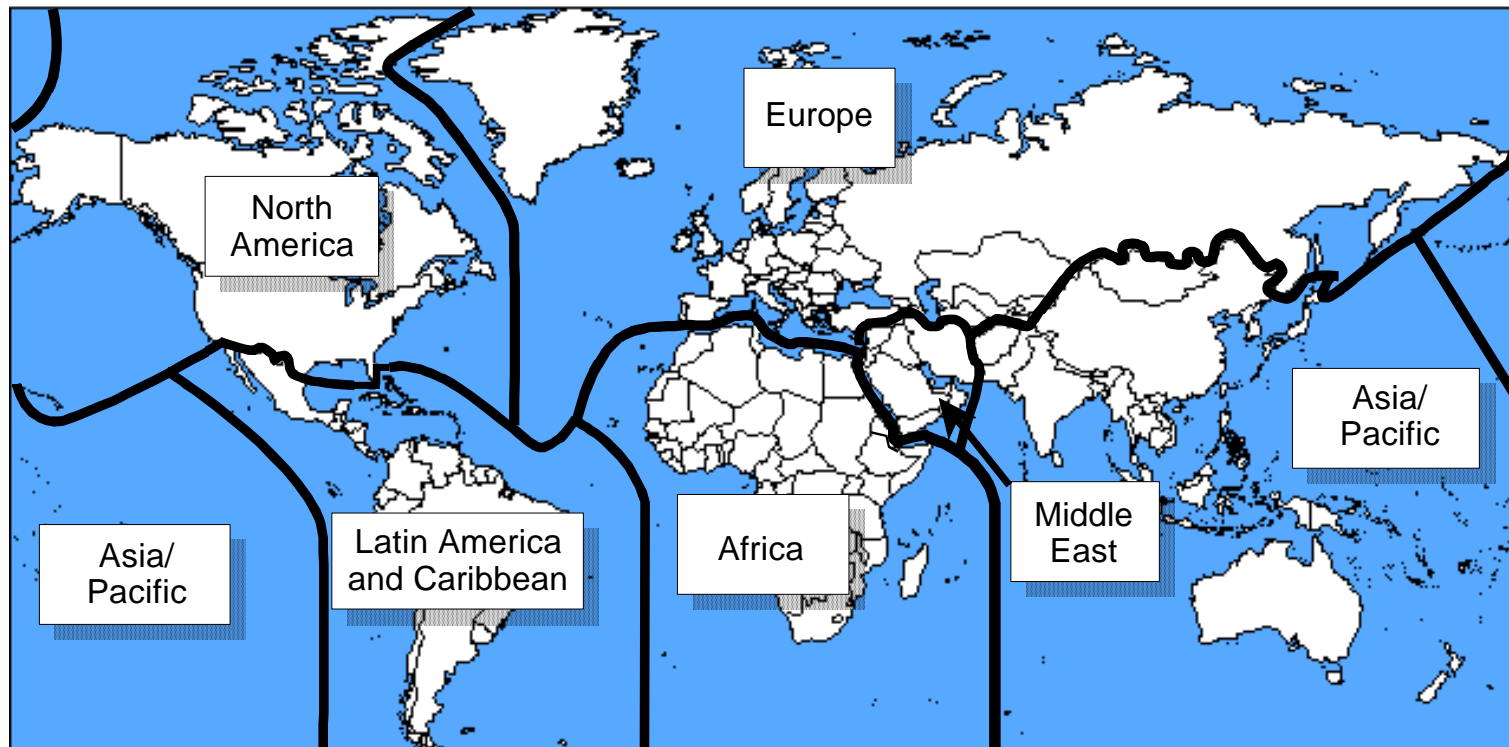 Europe
North
America
Asia/
Pacific
Middle
East
Africa
Latin America
and Caribbean
Asia/
Pacific